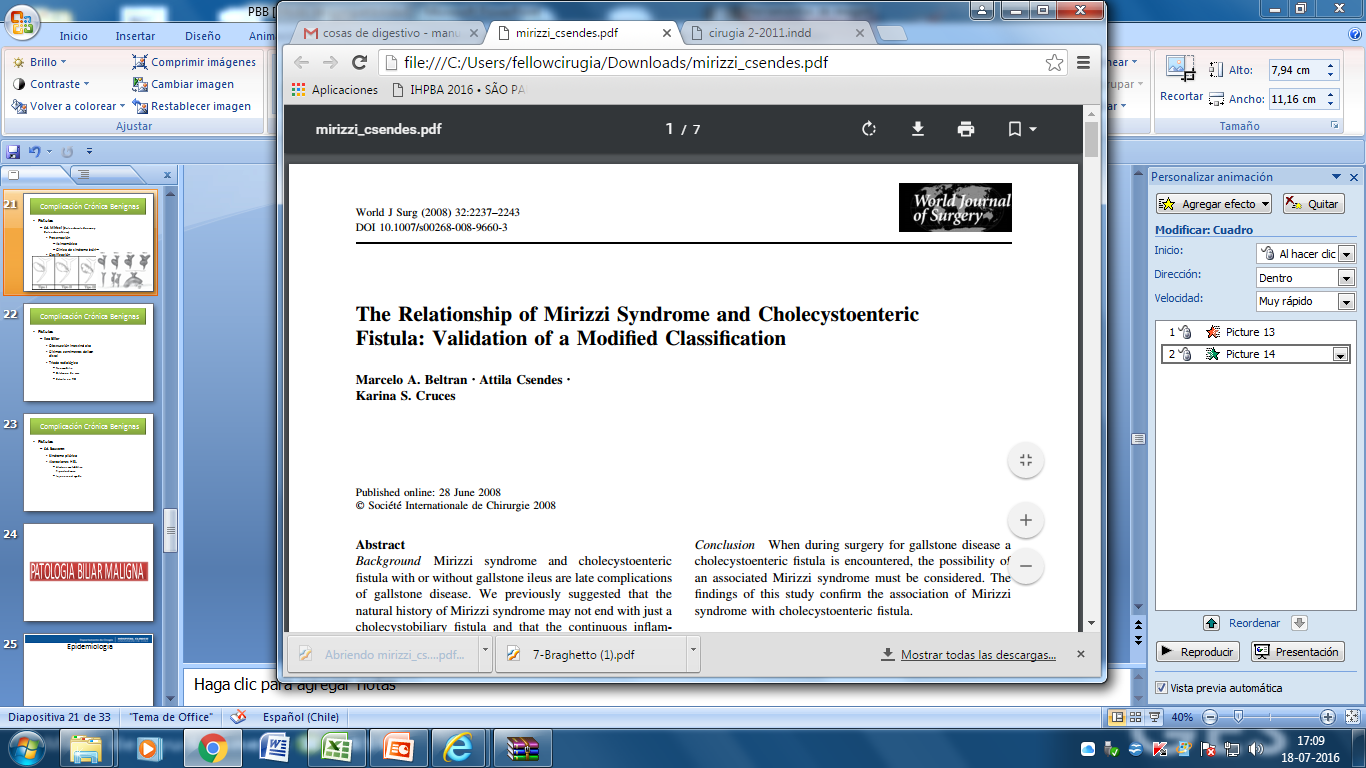 PBB [
Inicio
Insertar
Diseño
Anim
Brillo
Comprimir imágenes
Contraste
Cambiar imagen
Volver a colorear
Restablecer imagen
Ajustar
Alto: 7,94 cm
Recortar
Ancho: 11,16 cm
Tamaño
cosas de digestivo - manu
mirizzi_csendes.pdf
cirugia 2-2011.indd
file:///C:/Users/fellowcirugia/Downloads/mirizzi_csendes.pdf
Aplicaciones
IHPBA 2016 • SÃO PA
mirizzi_csendes.pdf
1 / 7
World J Surg (2008) 32:2237–2243
DOI 10.1007/s00268-008-9660-3
World Journal
of Surgery
The Relationship of Mirizzi Syndrome and Cholecystoenteric
Fistula: Validation of a Modified Classification
Marcelo A. Beltran · Attila Csendes ·
Karina S. Cruces
Published online: 28 June 2008
© Société Internationale de Chirurgie 2008
Abstract
Background Mirizzi syndrome and cholecystoenteric
fistula with or without gallstone ileus are late complications
of gallstone disease. We previously suggested that the
natural history of Mirizzi syndrome may not end with just a
cholecystobiliary fistula and that the continuous inflam-
Conclusion When during surgery for gallstone disease a
cholecystoenteric fistula is encountered, the possibility of
an associated Mirizzi syndrome must be considered. The
findings of this study confirm the association of Mirizzi
syndrome with cholecystoenteric fistula.
Abriendo mirizzi_cs....pdf...
7-Braghetto (1).pdf
Mostrar todas las descargas...
21
Complicación Crónica Benignas
22
Complicación Crónica Benignas
23
Complicación Crónica Benignas
24
PATOLOGIA BILIAR MALIGNA
25
Epidemiología
Haga clic para agregar notas
Personalizar animación
Agregar efecto
Quitar
Modificar: Cuadro
Inicio:
Al hacer clic
Dirección:
Dentro
Velocidad:
Muy rápido
1 Picture 13
2 Picture 14
Reordenar
Reproducir
Presentación
Vista previa automática
Diapositiva 21 de 33
"Tema de Office"
Español (Chile)
40%
17:09
18-07-2016